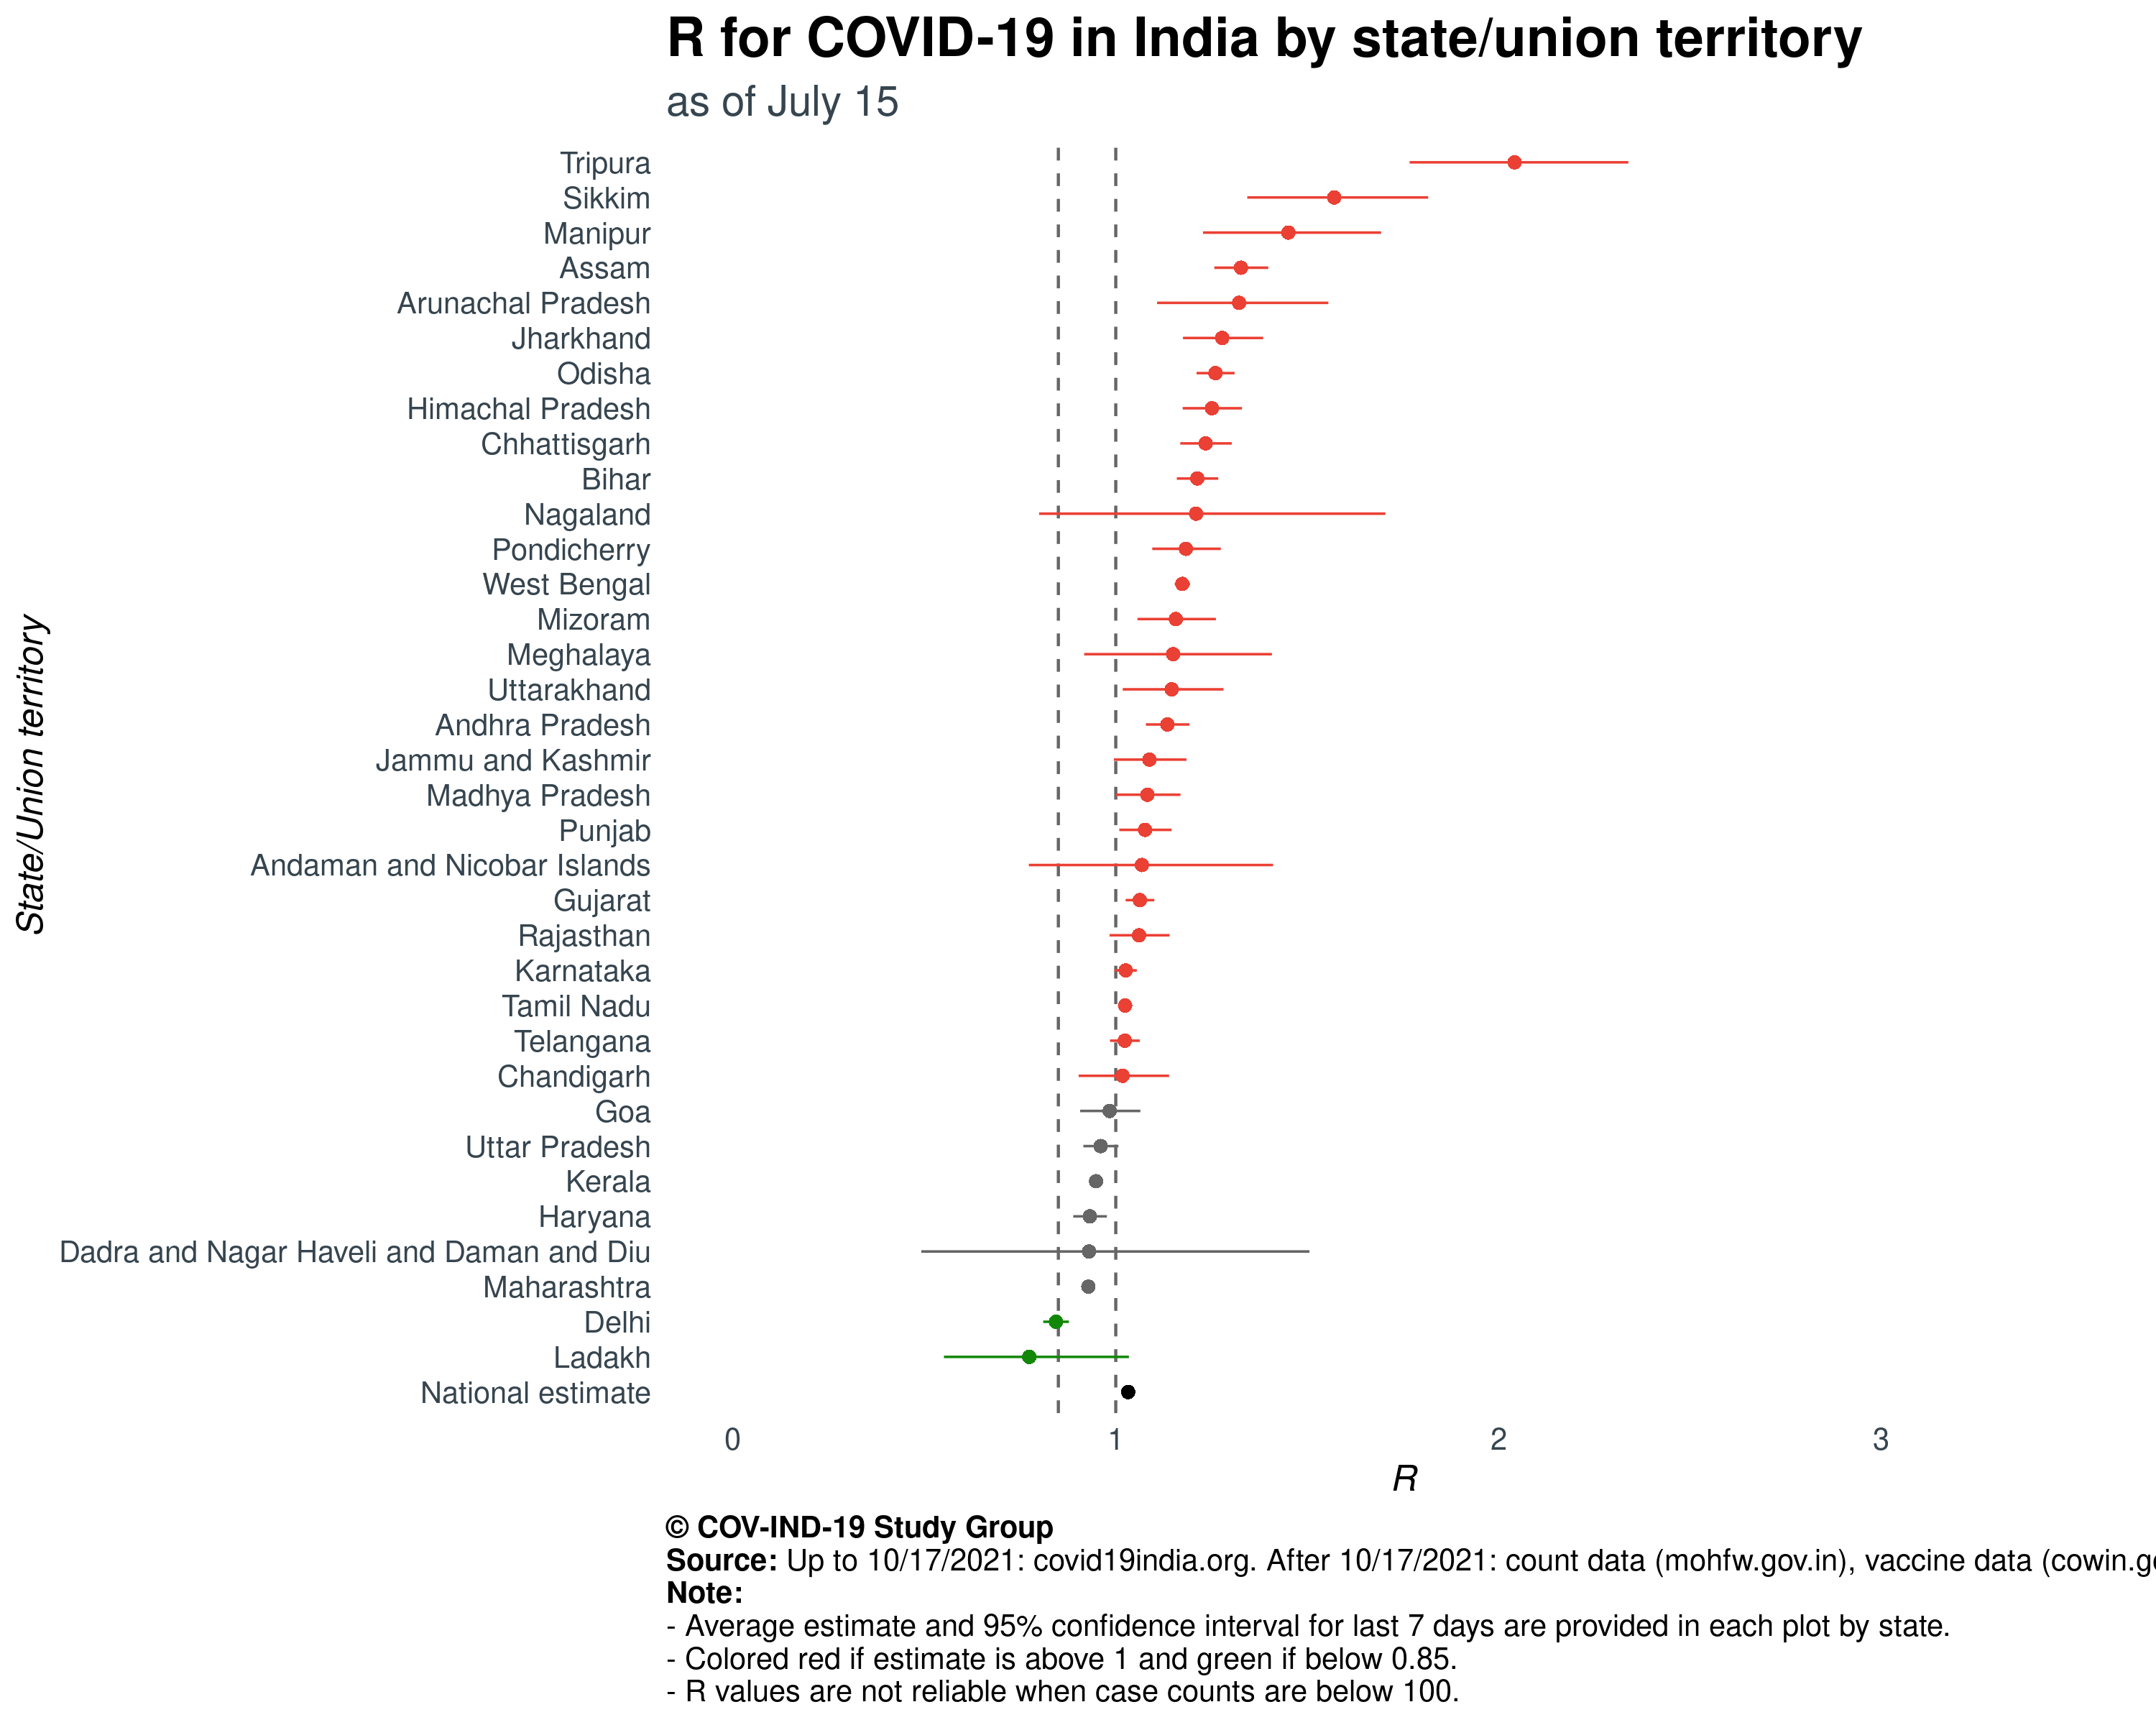 R for COVID-19 in India by state/union territory
as of July 15
State/Union territory
Tripura
Sikkim
Manipur
Assam
Arunachal Pradesh
Jharkhand
Odisha
Himachal Pradesh
Chhattisgarh
Bihar
Nagaland
Pondicherry
West Bengal
Mizoram
Meghalaya
Uttarakhand
Andhra Pradesh
Jammu and Kashmir
Madhya Pradesh
Punjab
Andaman and Nicobar Islands
Gujarat
Rajasthan
Karnataka
Tamil Nadu
Telangana
Chandigarh
Goa
Uttar Pradesh
Kerala
Haryana
Dadra and Nagar Haveli and Daman and Diu
Maharashtra
Delhi
Ladakh
National estimate
0 1 2 3
R
© COV-IND-19 Study Group
Source: Up to 10/17/2021: covid19india.org. After 10/17/2021: count data (mohfw.gov.in), vaccine data
Note:
- Average estimate and 95% confidence interval for last 7 days are provided in each plot by state.
- Colored red if estimate is above 1 and green if below 0.85.
- R values are not reliable when case counts are below 100.